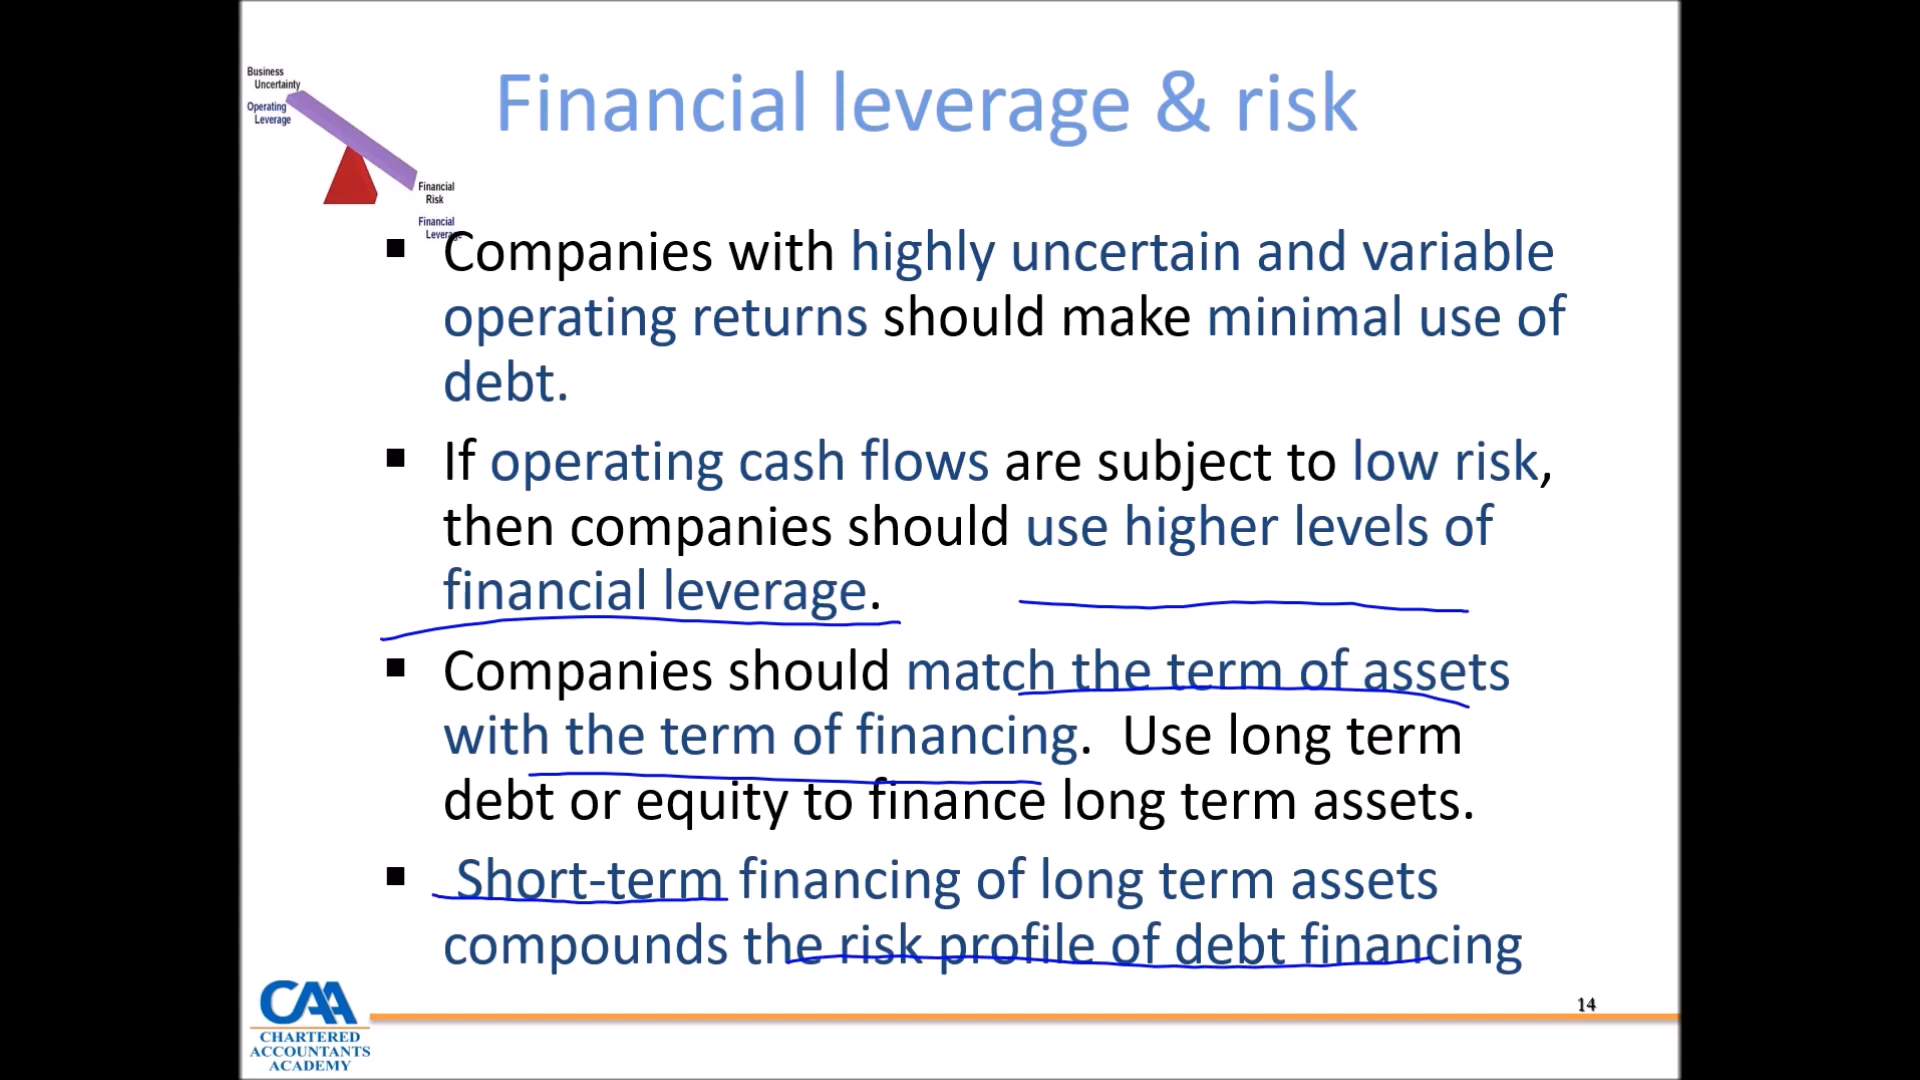 Business
Uncertainty
Operating
Leverage
Financial leverage & risk
Financial
Risk
Financial
▪ Companies with highly uncertain and variable
operating returns should make minimal use of
debt.
▪ If operating cash flows are subject to low risk,
then companies should use higher levels of
financial leverage.
▪ Companies should match the term of assets
with the term of financing. Use long term
debt or equity to finance long term assets.
▪ Short-term financing of long term assets
compounds the risk profile of debt financing
14
CAA
CHARTERED
ACCOUNTANTS
ACADEMY